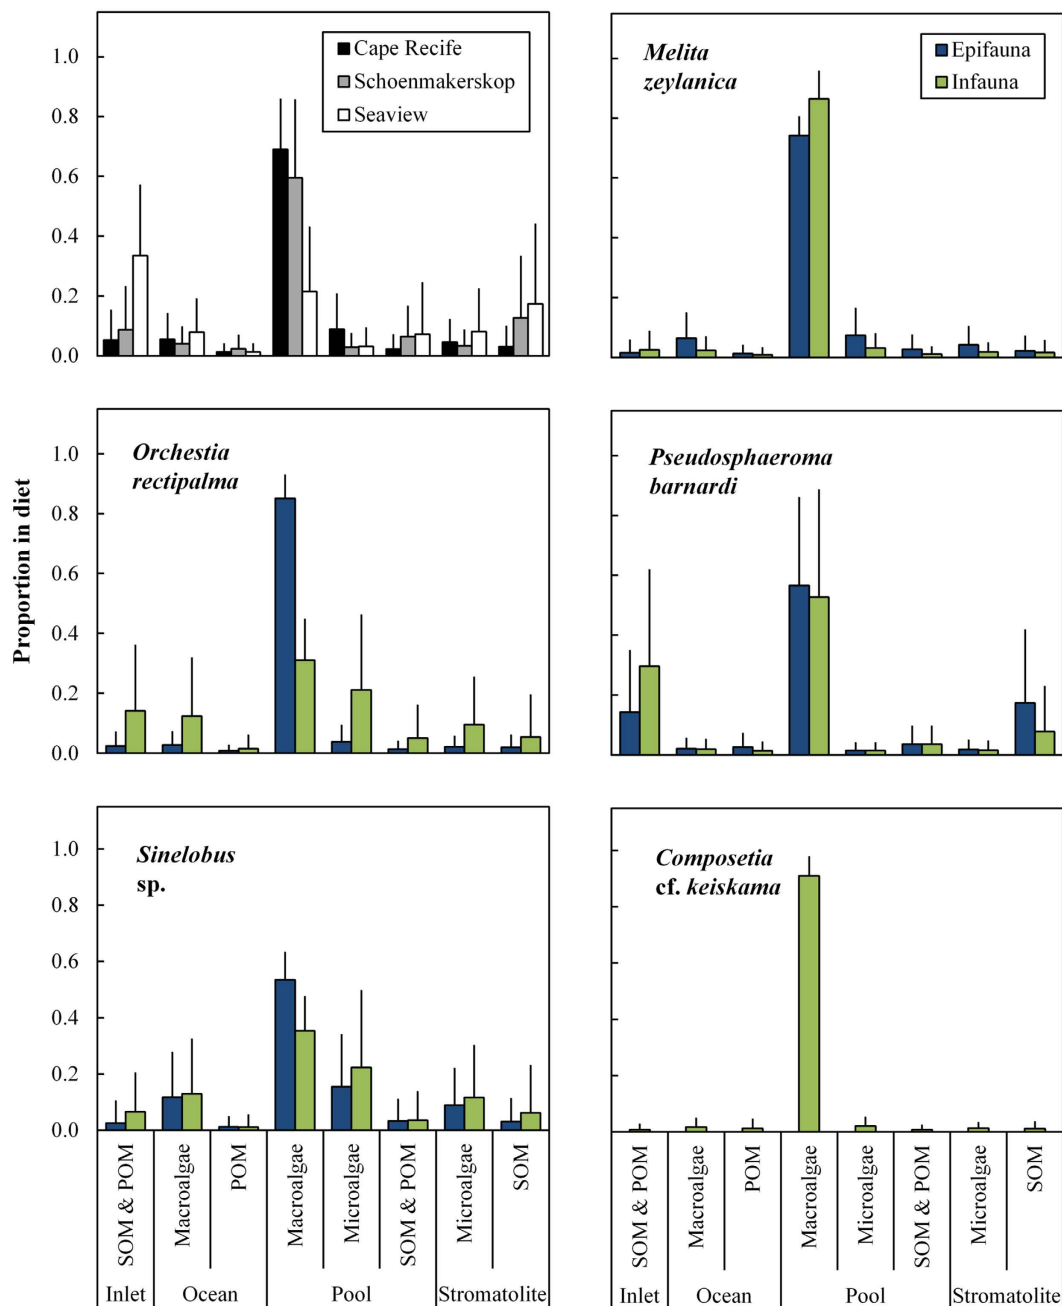 Proportion in diet
1.0
0.8
0.6
0.4
0.2
0.0
Cape Recife
Schoenmakerskop
Seaview
Melita
zeylanica
Epifauna
Infauna
1.0
0.8
0.6
0.4
0.2
0.0
Orchestia
rectipalma
Pseudosphaeroma
barnardi
1.0
0.8
0.6
0.4
0.2
0.0
Sinelobus
sp.
Composetia
cf. keiskama
SOM & POM
Macroalgae
POM
Macroalgae
Microalgae
SOM & POM
Microalgae
SOM
Inlet
Ocean
Pool
Stromatolite
SOM & POM
Macroalgae
POM
Macroalgae
Microalgae
SOM & POM
Microalgae
SOM
Inlet
Ocean
Pool
Stromatolite